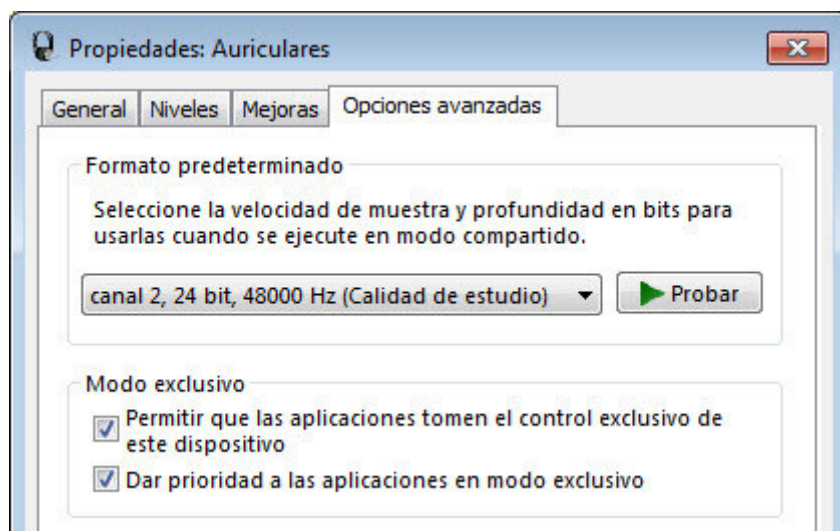 Propiedades: Auriculares
General Niveles Mejoras Opciones avanzadas
Formato predeterminado
Seleccione la velocidad de muestra y profundidad en bits para
usarlas cuando se ejecute en modo compartido.
canal 2, 24 bit, 48000 Hz (Calidad de estudio) Probar
Modo exclusivo
Permitir que las aplicaciones tomen el control exclusivo de
este dispositivo
Dar prioridad a las aplicaciones en modo exclusivo